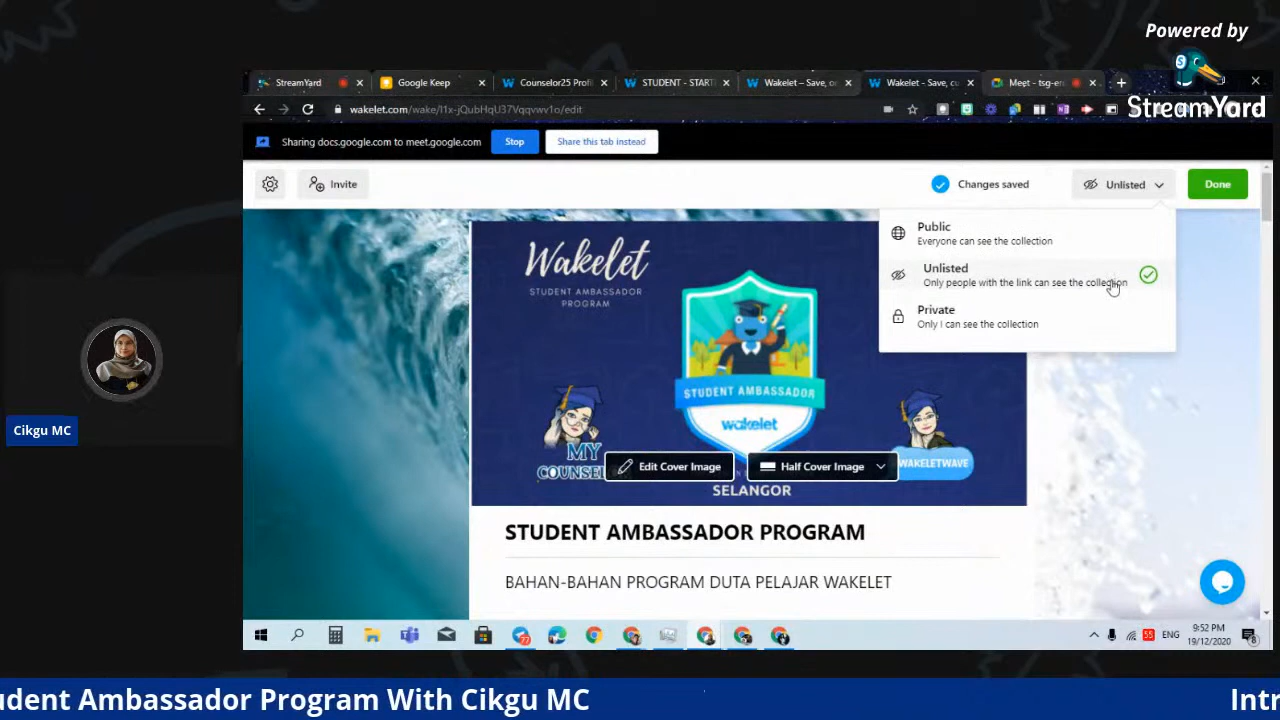 Powered by
StreamYard
StreamYard
Google Keep
Counselor25 Profi
STUDENT - START
Wakelet – Save, or
Wakelet - Save, cu
Meet - tsg-en
wakelet.com/wake/l1x-jQubHqU37Vqqvwv1o/edit
Sharing docs.google.com to meet.google.com
Stop
Share this tab instead
Invite
Changes saved
Unlisted
Done
Public
Everyone can see the collection
Unlisted
Only people with the link can see the collection
Private
Only I can see the collection
Wakelet
STUDENT AMBASSADOR
PROGRAM
STUDENT AMBASSADOR
wakelet
MY
COUNSEL
WAKELETWAVE
Edit Cover Image
Half Cover Image
SELANGOR
STUDENT AMBASSADOR PROGRAM
BAHAN-BAHAN PROGRAM DUTA PELAJAR WAKELET
Cikgu MC
ENG
9:52 PM
19/12/2020
udent Ambassador Program With Cikgu MC
Intr